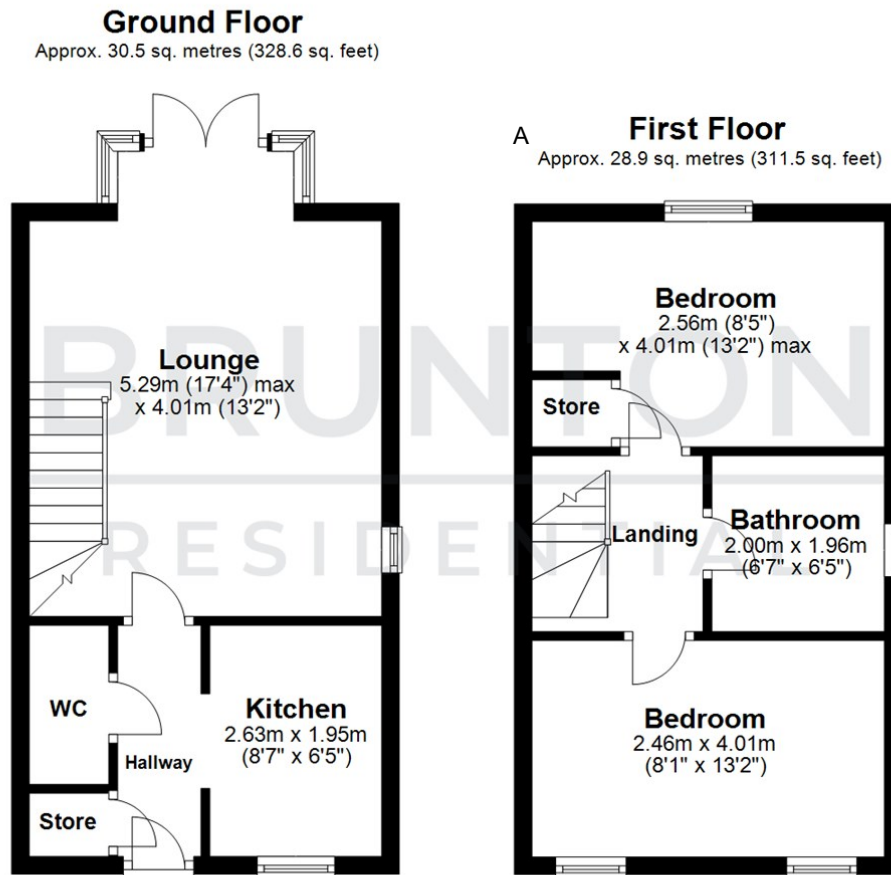 Ground Floor
Approx. 30.5 sq. metres (328.6 sq. feet)
Lounge
5.29m (17'4") max
x 4.01m (13'2")
WC
Hallway
Kitchen
2.63m x 1.95m
(8'7" x 6'5")
Store
A
First Floor
Approx. 28.9 sq. metres (311.5 sq. feet)
Bedroom
2.56m (8'5")
x 4.01m (13'2") max
Store
Landing
Bathroom
2.00m x 1.96m
(6'7" x 6'5")
Bedroom
2.46m x 4.01m
(8'1" x 13'2")
BRUNTON
RESIDENTIAL